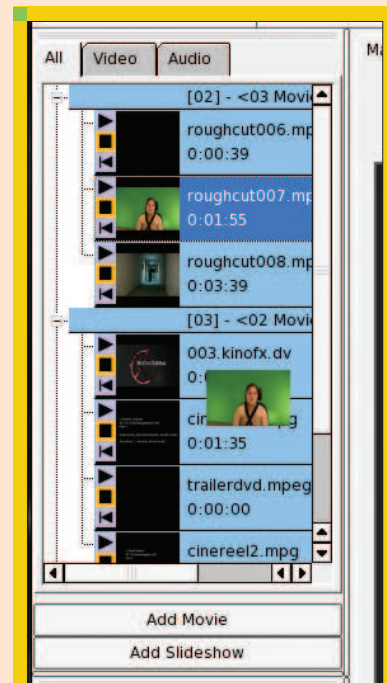 All Video Audio
Ma
[02] - <03 Movi
roughcut006.mp
0:00:39
roughcut007.mp
0:01:55
roughcut008.mp
0:03:39
[03] - <02 Movi
003.kinofx.dv
0:
cin g
0:01:35
trailerdvd.mpeg
0:00:00
cinereel2.mpg
Add Movie
Add Slideshow